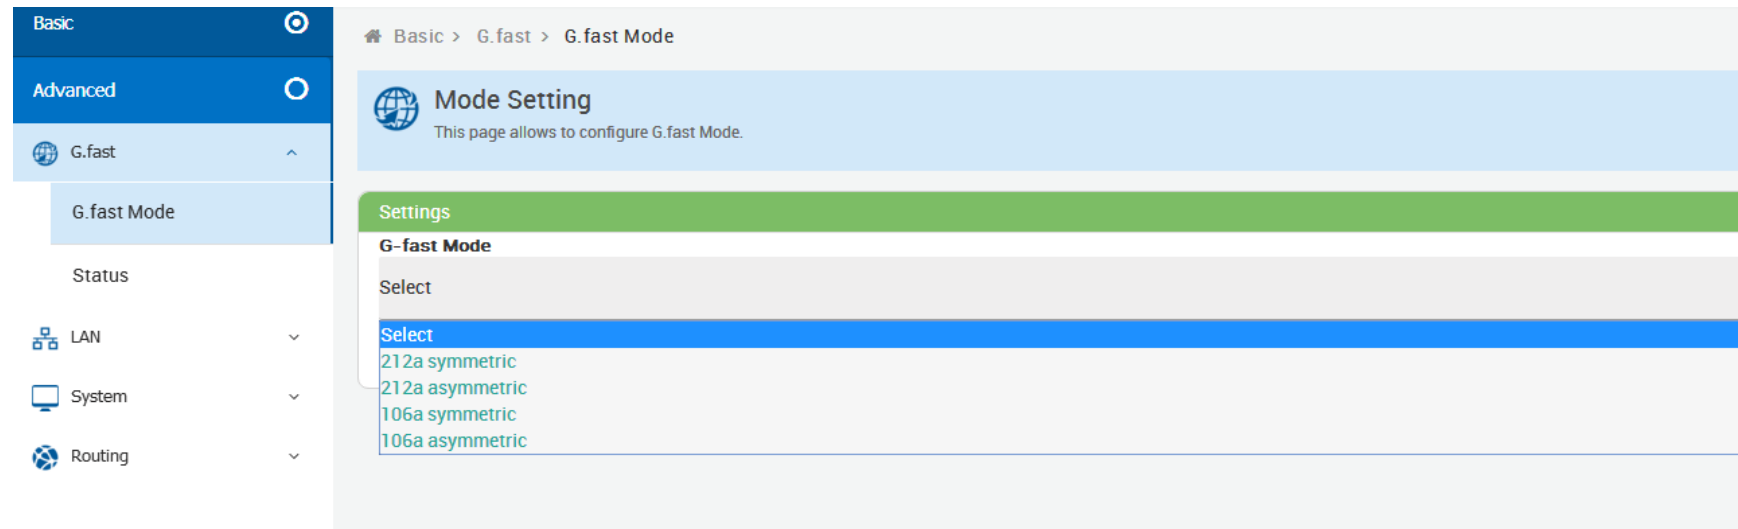 Basic
Advanced
G.fast
G.fast Mode
Status
LAN
System
Routing
Basic > G.fast > G.fast Mode
Mode Setting
This page allows to configure G.fast Mode.
Settings
G-fast Mode
Select
Select
212a symmetric
212a asymmetric
106a symmetric
106a asymmetric